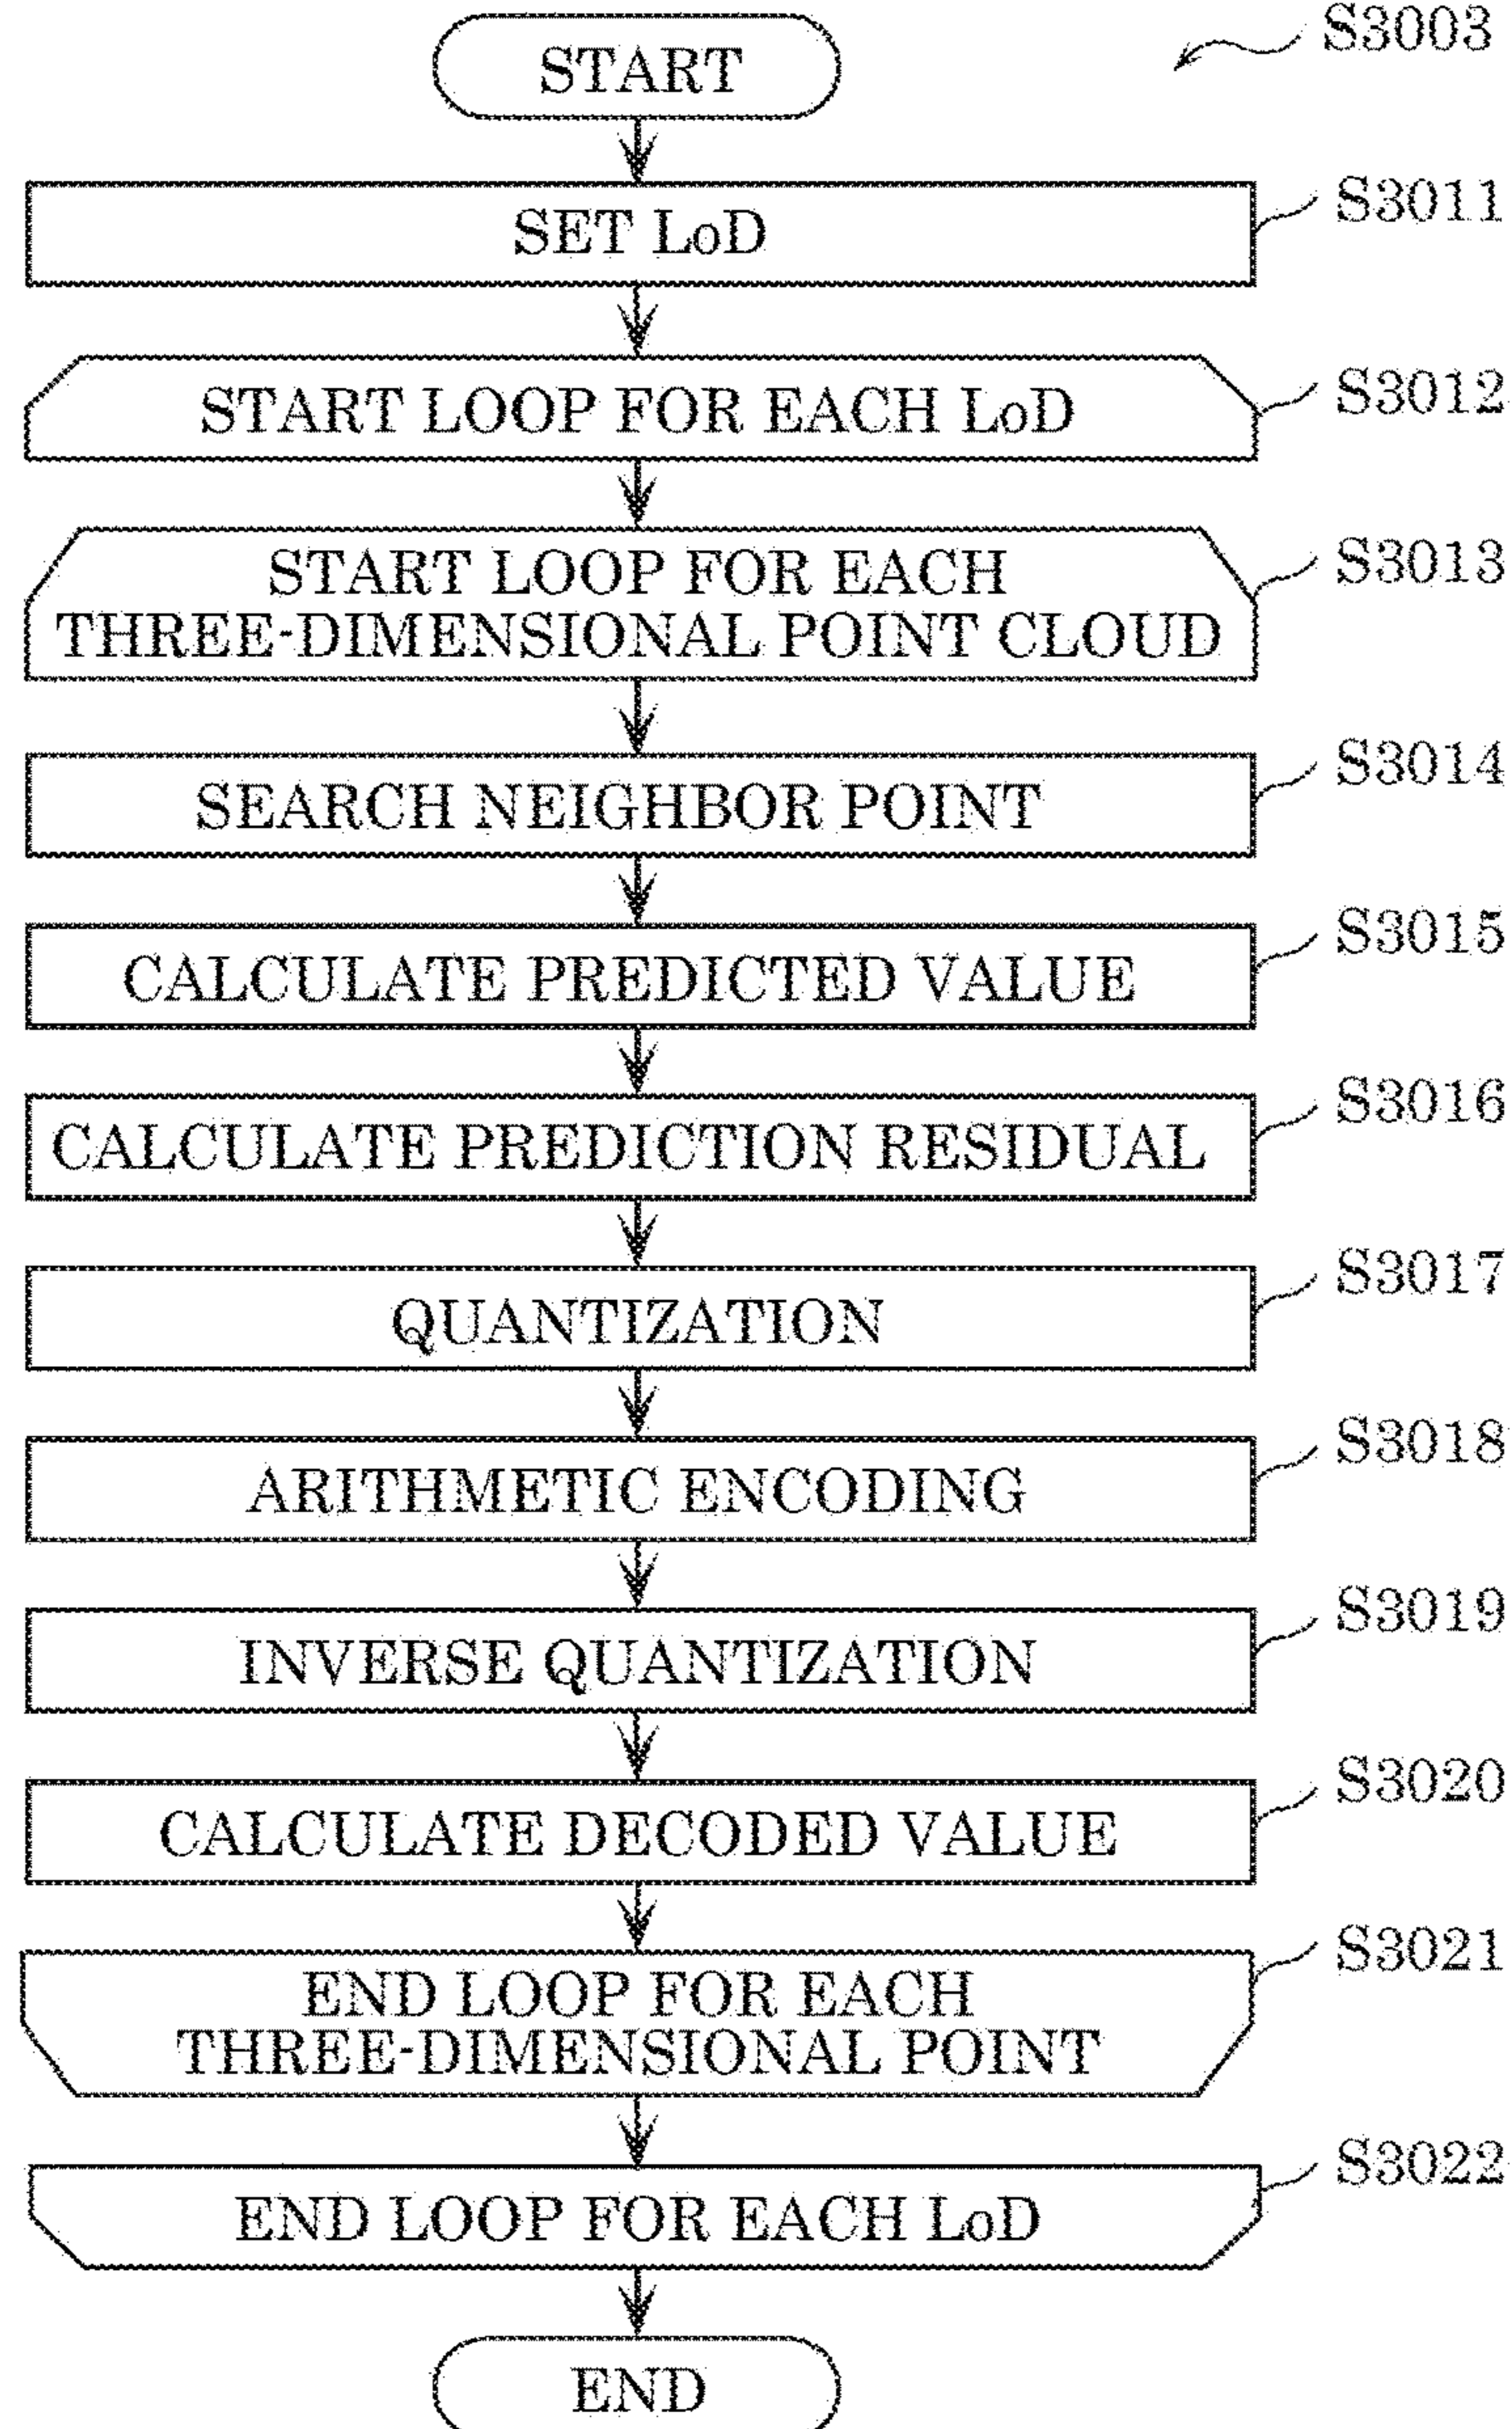 START
S3003
SET LoD
S3011
START LOOP FOR EACH LoD
S3012
START LOOP FOR EACH
THREE-DIMENSIONAL POINT CLOUD
S3013
SEARCH NEIGHBOR POINT
S3014
CALCULATE PREDICTED VALUE
S3015
CALCULATE PREDICTION RESIDUAL
S3016
QUANTIZATION
S3017
ARITHMETIC ENCODING
S3018
INVERSE QUANTIZATION
S3019
CALCULATE DECODED VALUE
S3020
END LOOP FOR EACH
THREE-DIMENSIONAL POINT
S3021
END LOOP FOR EACH LoD
S3022
END